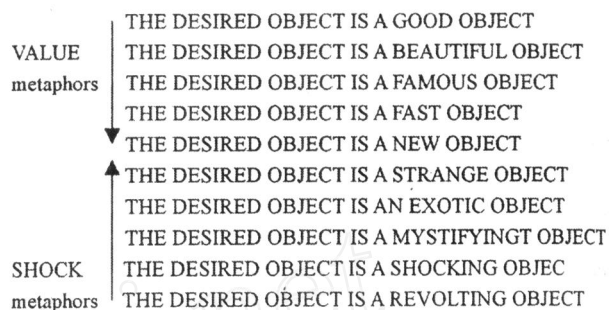 THE DESIRED OBJECT IS A GOOD OBJECT
VALUE THE DESIRED OBJECT IS A BEAUTIFUL OBJECT
metaphors THE DESIRED OBJECT IS A FAMOUS OBJECT
THE DESIRED OBJECT IS A FAST OBJECT
THE DESIRED OBJECT IS A NEW OBJECT
THE DESIRED OBJECT IS A STRANGE OBJECT
THE DESIRED OBJECT IS AN EXOTIC OBJECT
THE DESIRED OBJECT IS A MYSTIFYINGT OBJECT
SHOCK THE DESIRED OBJECT IS A SHOCKING OBJEC
metaphors THE DESIRED OBJECT IS A REVOLTING OBJECT